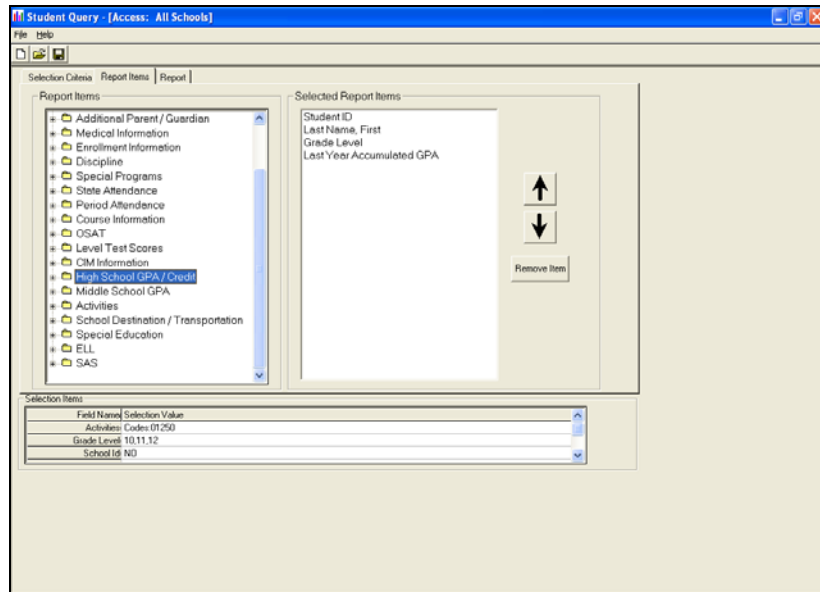 Student Query - [Access: All Schools]
File Help
Selection Criteria Report Items Report
Report Items
Additional Parent / Guardian
Medical Information
Enrollment Information
Discipline
Special Programs
State Attendance
Period Attendance
Course Information
OSAT
Level Test Scores
CIM Information
High School GPA / Credit
Middle School GPA
Activities
School Destination / Transportation
Special Education
ELL
SAS
Selected Report Items
Student ID
Last Name, First
Grade Level
Last Year Accumulated GPA
Remove Item
Selection Items
Field Name Selection Value
Activities: Codes:01250
Grade Level: 10,11,12
School Id: NO